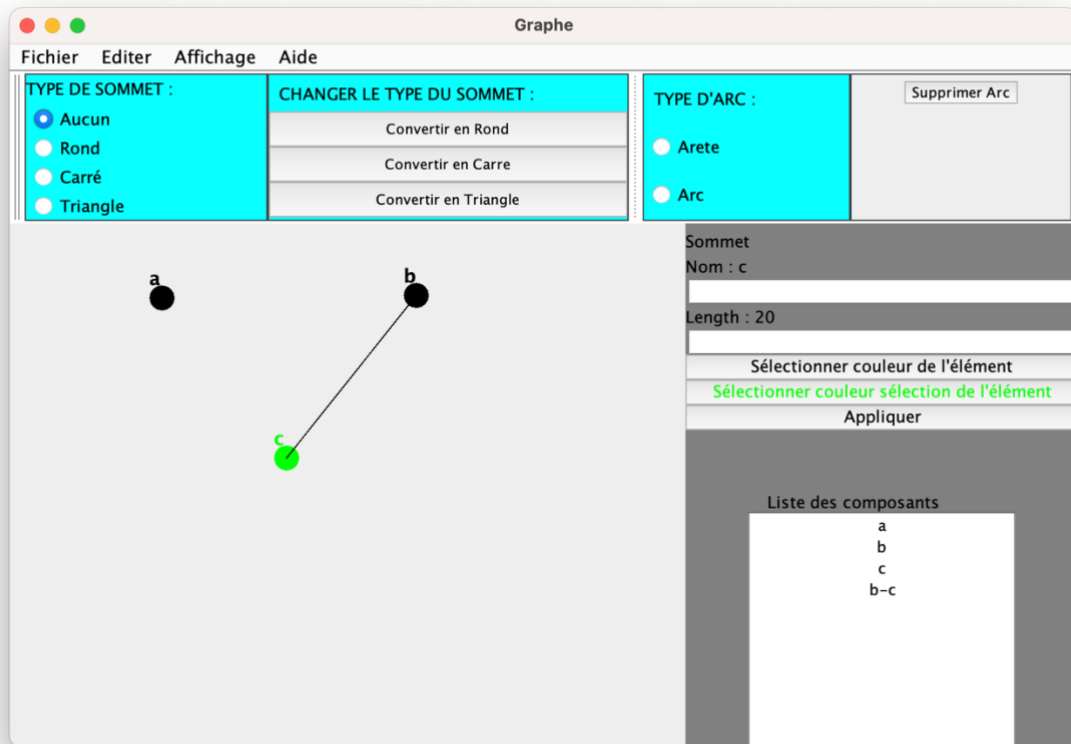 Graphe
Fichier Editer Affichage Aide
TYPE DE SOMMET :
Aucun
Rond
Carré
Triangle
CHANGER LE TYPE DU SOMMET :
Convertir en Rond
Convertir en Carre
Convertir en Triangle
TYPE D'ARC :
Arete
Arc
Supprimer Arc
a
b
c
Sommet
Nom : c
Length : 20
Sélectionner couleur de l'élément
Sélectionner couleur sélection de l'élément
Appliquer
Liste des composants
a
b
c
b-c